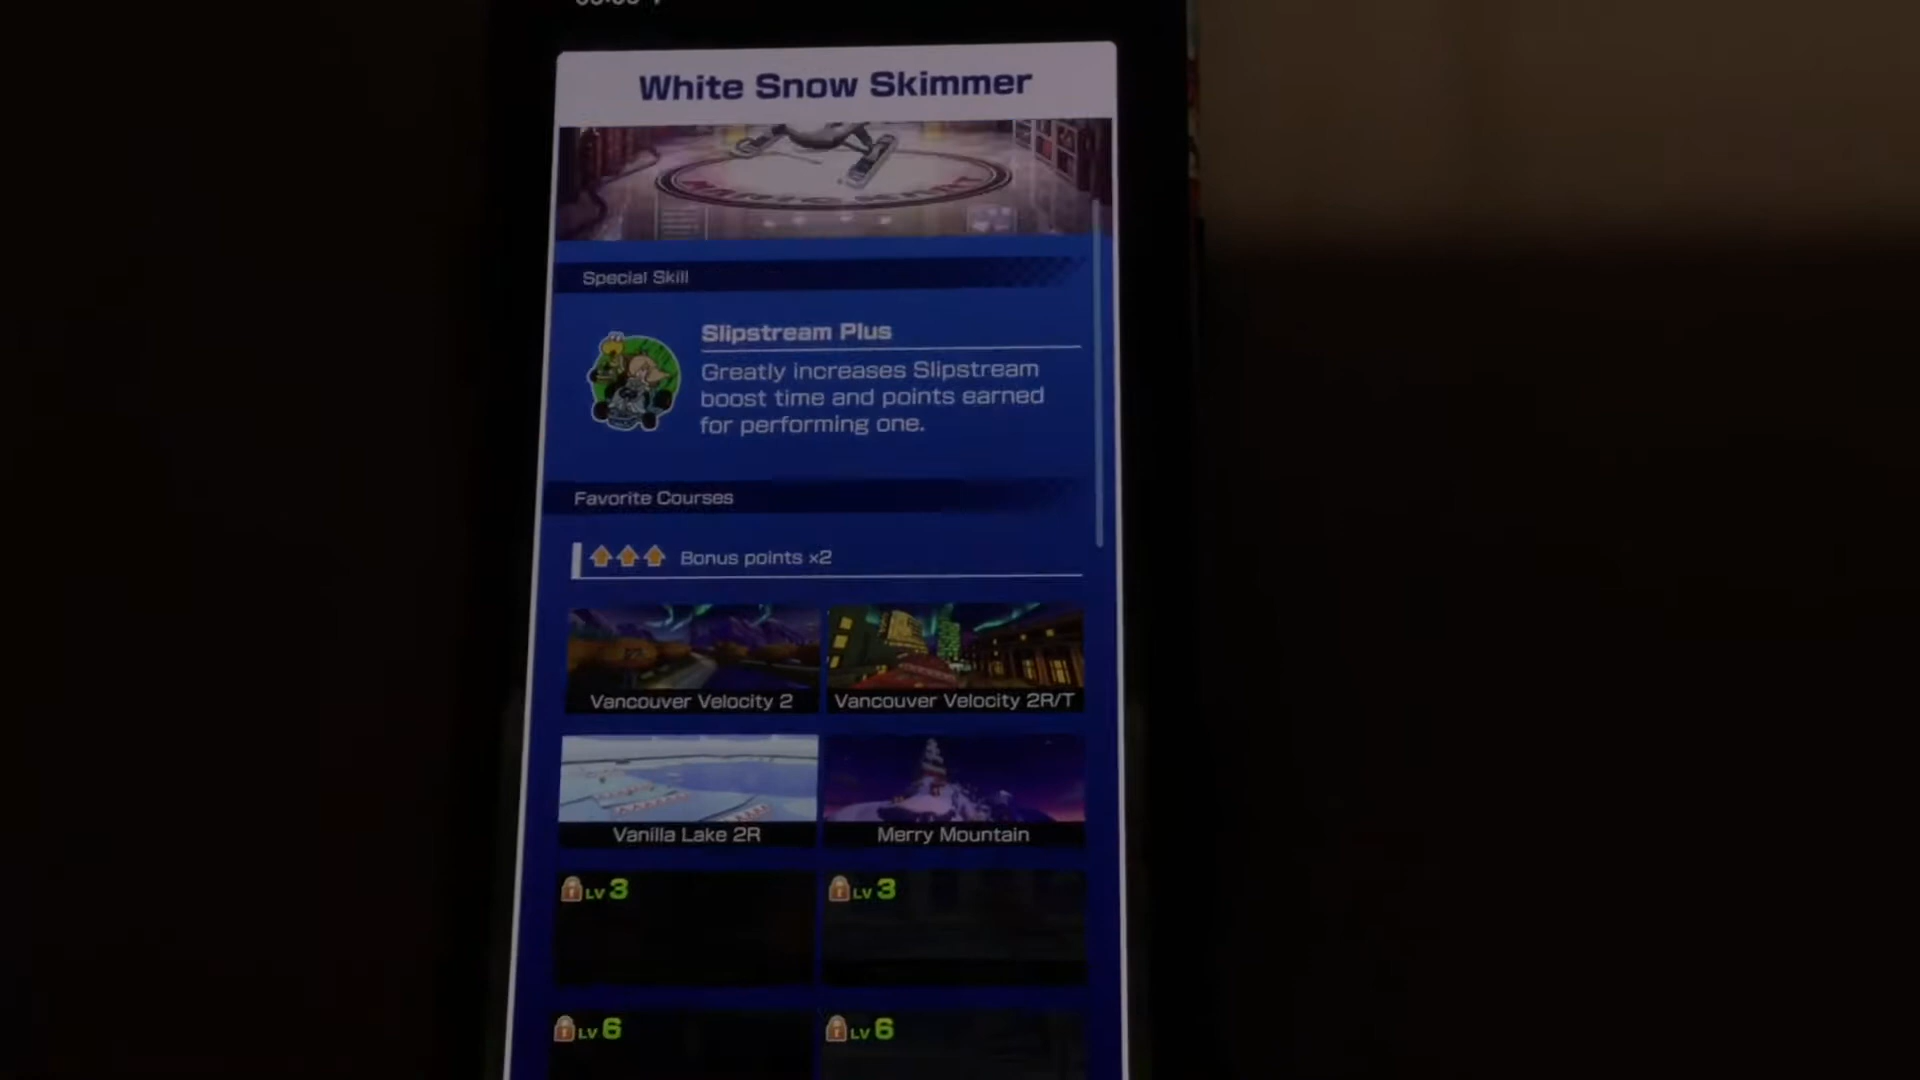 White Snow Skimmer
Special Skill
Slipstream Plus
Greatly increases Slipstream
boost time and points earned
for performing one.
Favorite Courses
Bonus points x2
Vancouver Velocity 2
Vancouver Velocity 2R/T
Vanilla Lake 2R
Merry Mountain
LV 3
LV 3
LV 6
LV 6